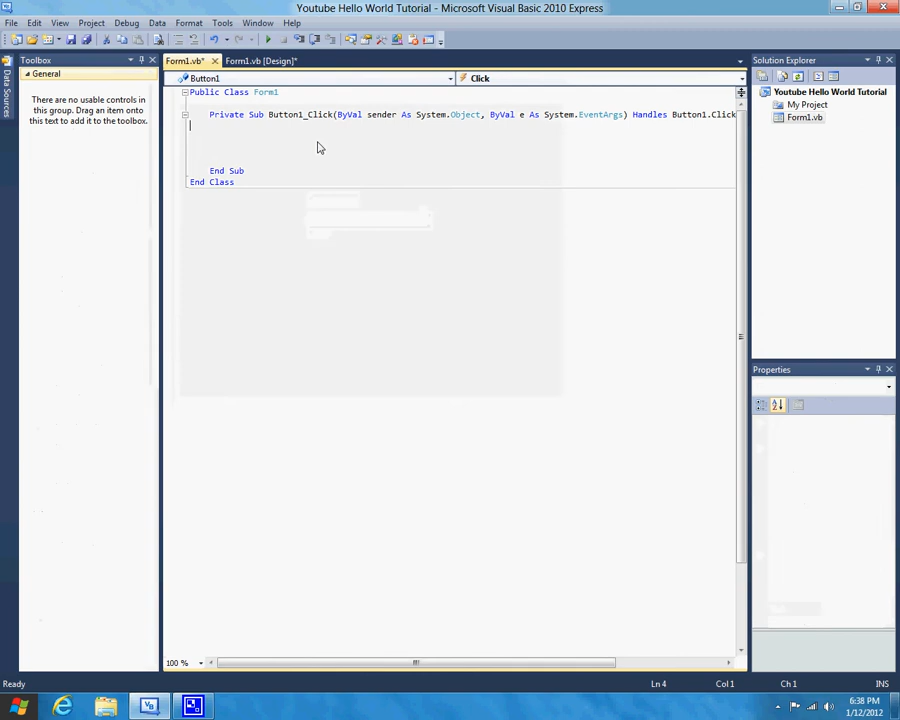 Youtube Hello World Tutorial - Microsoft Visual Basic 2010 Express
File Edit View Project Debug Data Format Tools Window Help
Toolbox
General
There are no usable controls in
this group. Drag an item onto
this text to add it to the toolbox.
Data Sources
Form1.vb* Form1.vb [Design]*
Button1 Click
Public Class Form1
Private Sub Button1_Click(ByVal sender As System.Object, ByVal e As System.EventArgs) Handles Button1.Click
End Sub
End Class
100 %
Solution Explorer
Youtube Hello World Tutorial
My Project
Form1.vb
Properties
Ready Ln 4 Col 1 Ch 1 INS
6:38 PM
1/12/2012